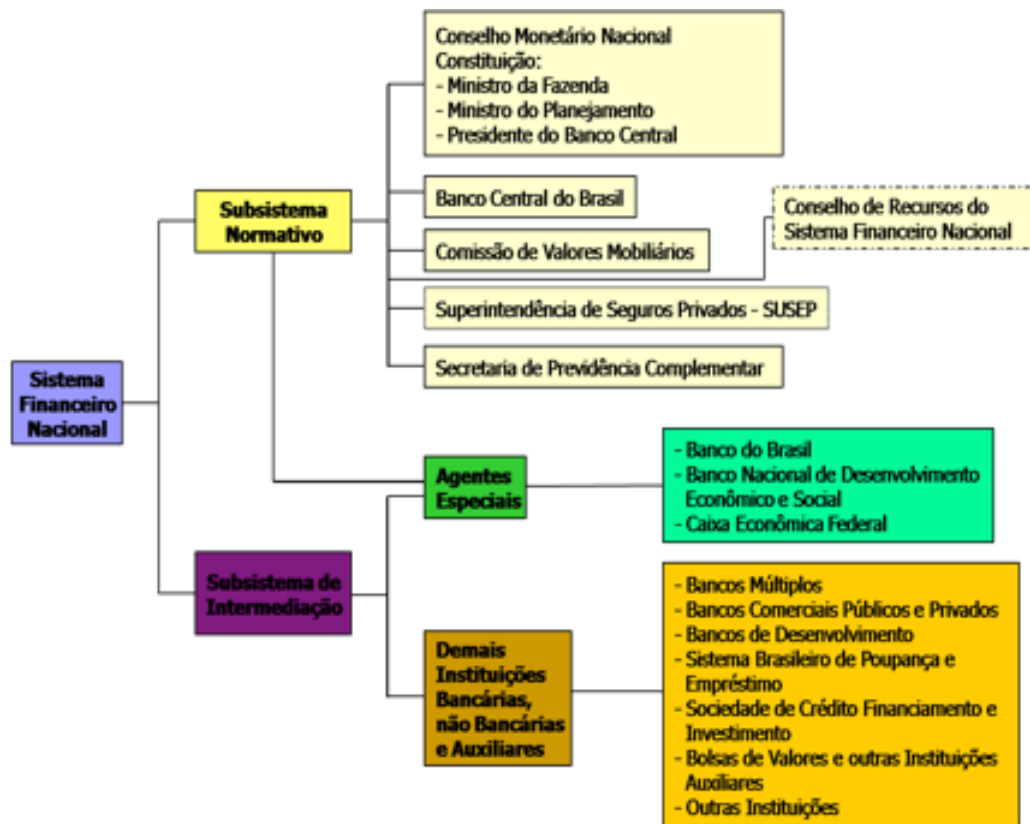 Conselho Monetário Nacional
Constituição:
- Ministro da Fazenda
- Ministro do Planejamento
- Presidente do Banco Central
Subsistema
Normativo
Banco Central do Brasil
Conselho de Recursos do
Sistema Financeiro Nacional
Comissão de Valores Mobiliários
Superintendência de Seguros Privados - SUSEP
Secretaria de Previdência Complementar
Sistema
Financeiro
Nacional
Agentes
Especiais
- Banco do Brasil
- Banco Nacional de Desenvolvimento
Econômico e Social
- Caixa Econômica Federal
Subsistema de
Intermediação
Demais
Instituições
Bancárias,
não Bancárias
e Auxiliares
- Bancos Múltiplos
- Bancos Comerciais Públicos e Privados
- Bancos de Desenvolvimento
- Sistema Brasileiro de Poupança e
Empréstimo
- Sociedade de Crédito Financiamento e
Investimento
- Bolsas de Valores e outras Instituições
Auxiliares
- Outras Instituições